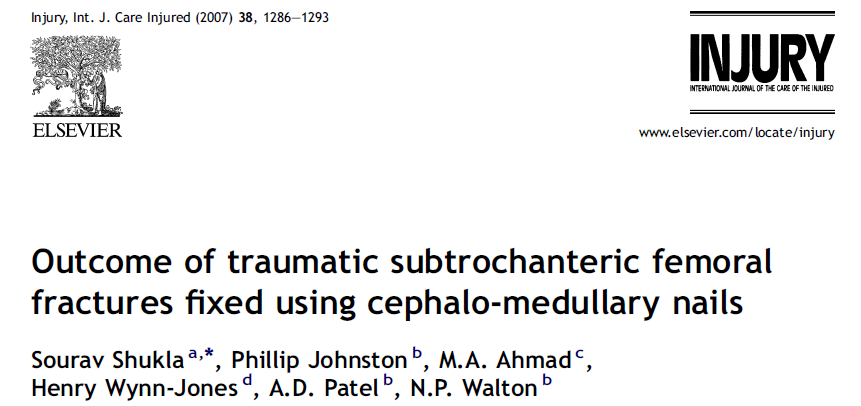 Injury, Int. J. Care Injured (2007) 38, 1286—1293
ELSEVIER
INJURY
INTERNATIONAL JOURNAL OF THE CARE OF THE INJURED
www.elsevier.com/locate/injury
Outcome of traumatic subtrochanteric femoral
fractures fixed using cephalo-medullary nails
Sourav Shukla a,*, Phillip Johnston b, M.A. Ahmad c,
Henry Wynn-Jones d, A.D. Patel b, N.P. Walton b